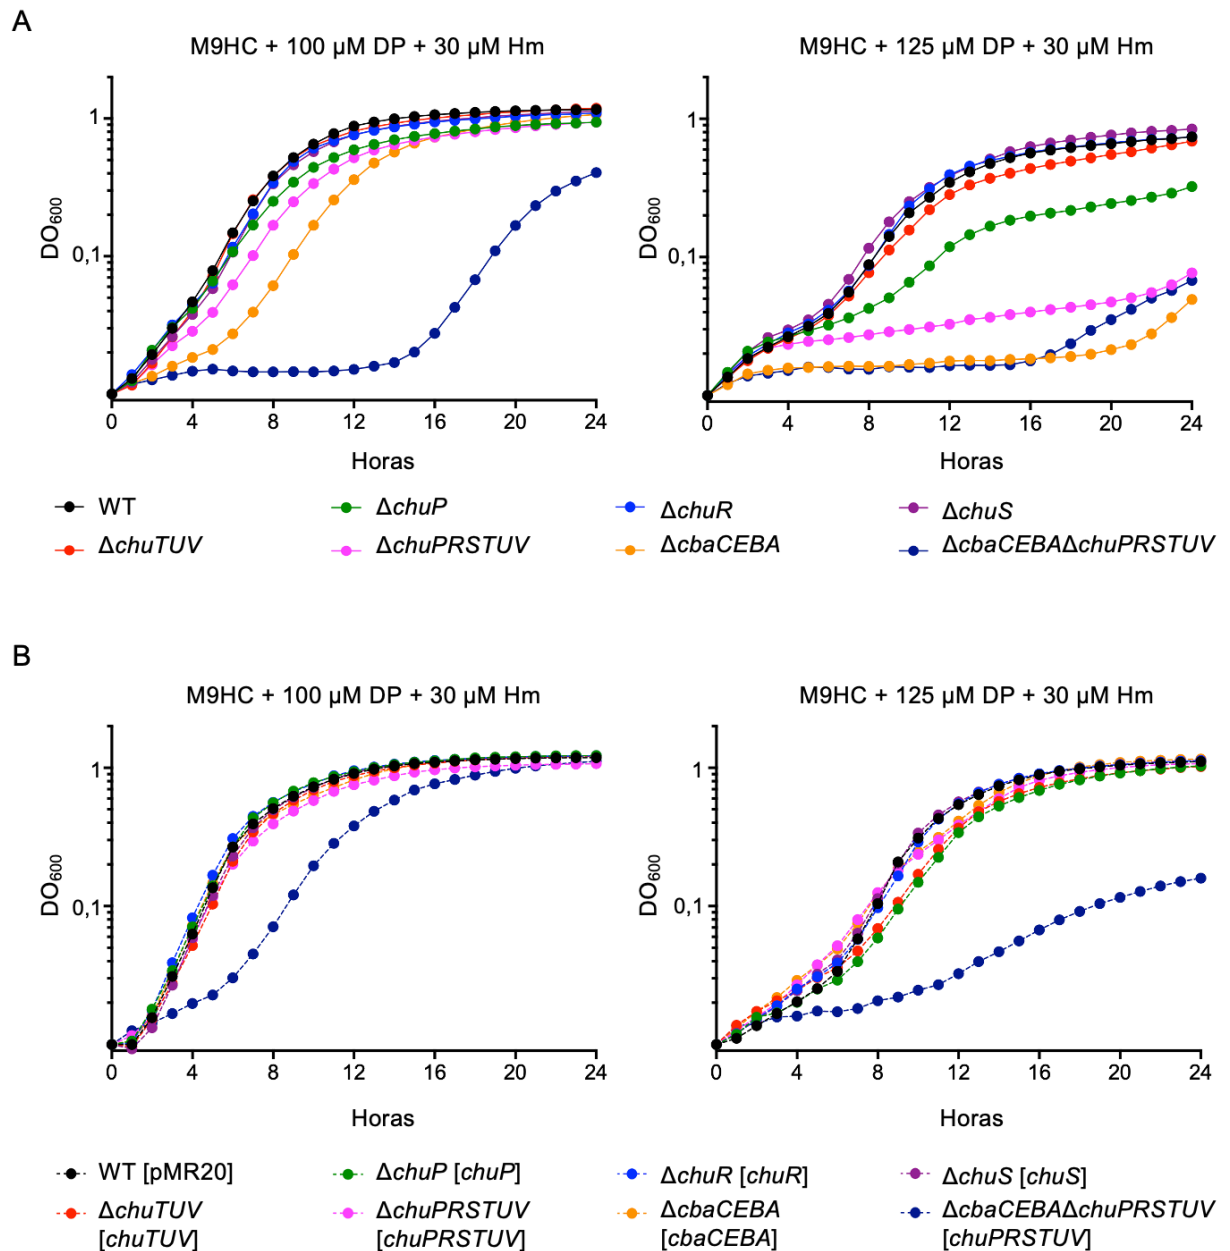 A
M9HC + 100 µM DP + 30 µM Hm
M9HC + 125 µM DP + 30 µM Hm
DO600
1
0,1
0 4 8 12 16 20 24
Horas
DO600
1
0,1
0 4 8 12 16 20 24
Horas
WT
ΔchuP
ΔchuR
ΔchuS
ΔchuTUV
ΔchuPRSTUV
ΔcbaCEBA
ΔcbaCEBAΔchuPRSTUV
B
M9HC + 100 µM DP + 30 µM Hm
M9HC + 125 µM DP + 30 µM Hm
DO600
1
0,1
0 4 8 12 16 20 24
Horas
DO600
1
0,1
0 4 8 12 16 20 24
Horas
WT [pMR20]
ΔchuP [chuP]
ΔchuR [chuR]
ΔchuS [chuS]
ΔchuTUV
[chuTUV]
ΔchuPRSTUV
[chuPRSTUV]
ΔcbaCEBA
[cbaCEBA]
ΔcbaCEBAΔchuPRSTUV
[chuPRSTUV]